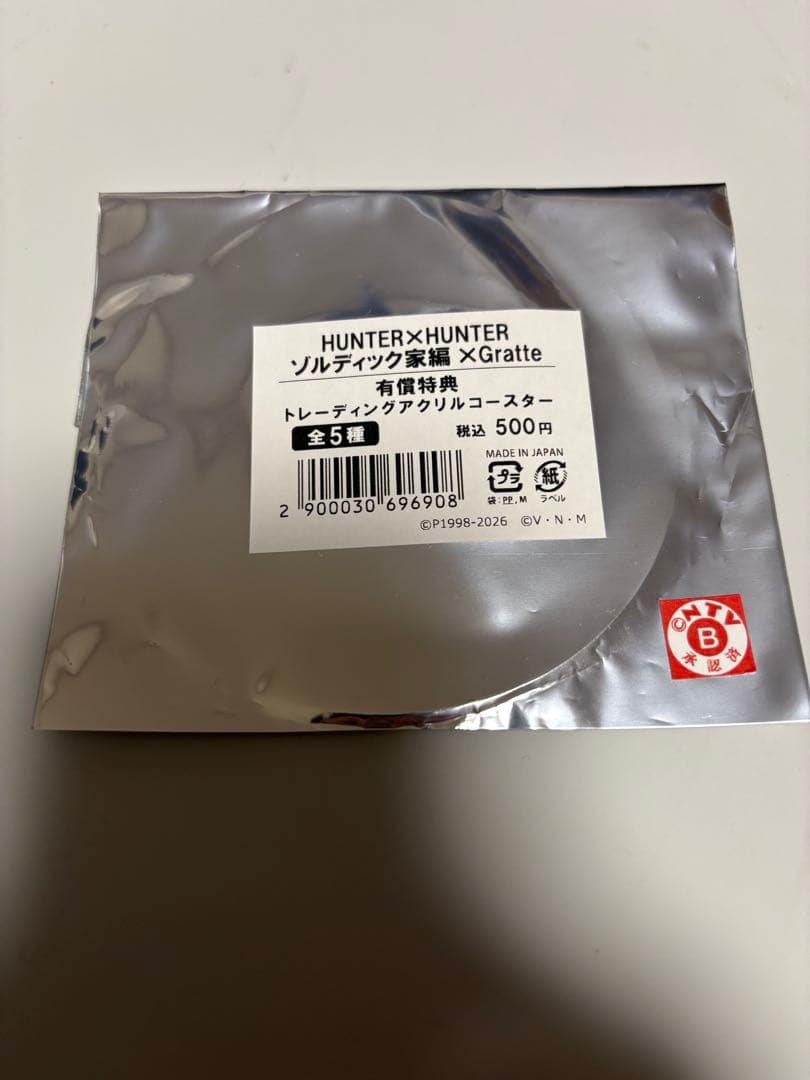 HUNTER×HUNTER
ゾルディック家編 ×Gratte
有償特典
トレーディングアクリルコースター
全5種 税込 500円
MADE IN JAPAN
プラ 紙
袋:PP,M ラベル
2 900030 696908
©P1998-2026 ©V・N・M
©NTV
B
承認済